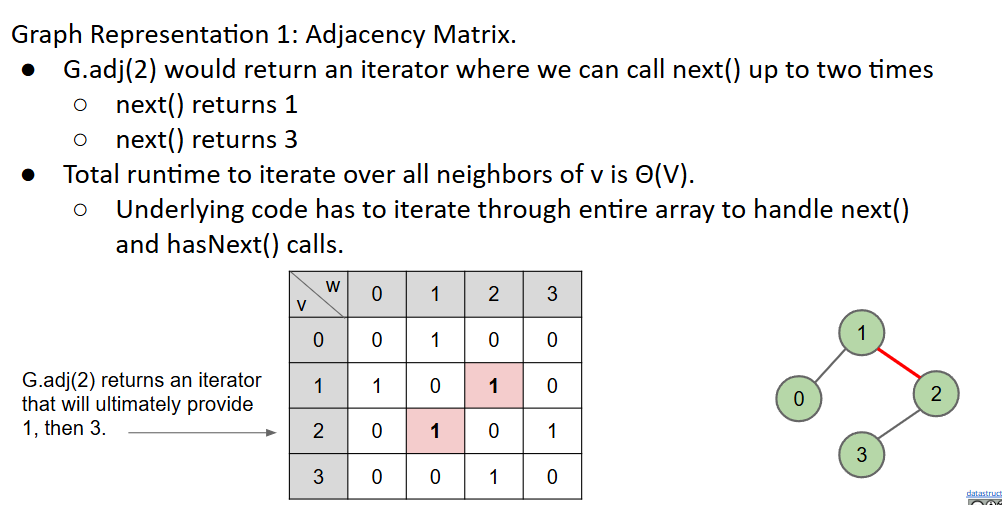 Graph Representation 1: Adjacency Matrix.
● G.adj(2) would return an iterator where we can call next() up to two times
○ next() returns 1
○ next() returns 3
● Total runtime to iterate over all neighbors of v is Θ(V).
○ Underlying code has to iterate through entire array to handle next()
and hasNext() calls.
w
v
0 1 2 3
0 0 1 0 0
1 1 0 1 0
2 0 1 0 1
3 0 0 1 0
G.adj(2) returns an iterator
that will ultimately provide
1, then 3.
1
0
2
3
datastruct